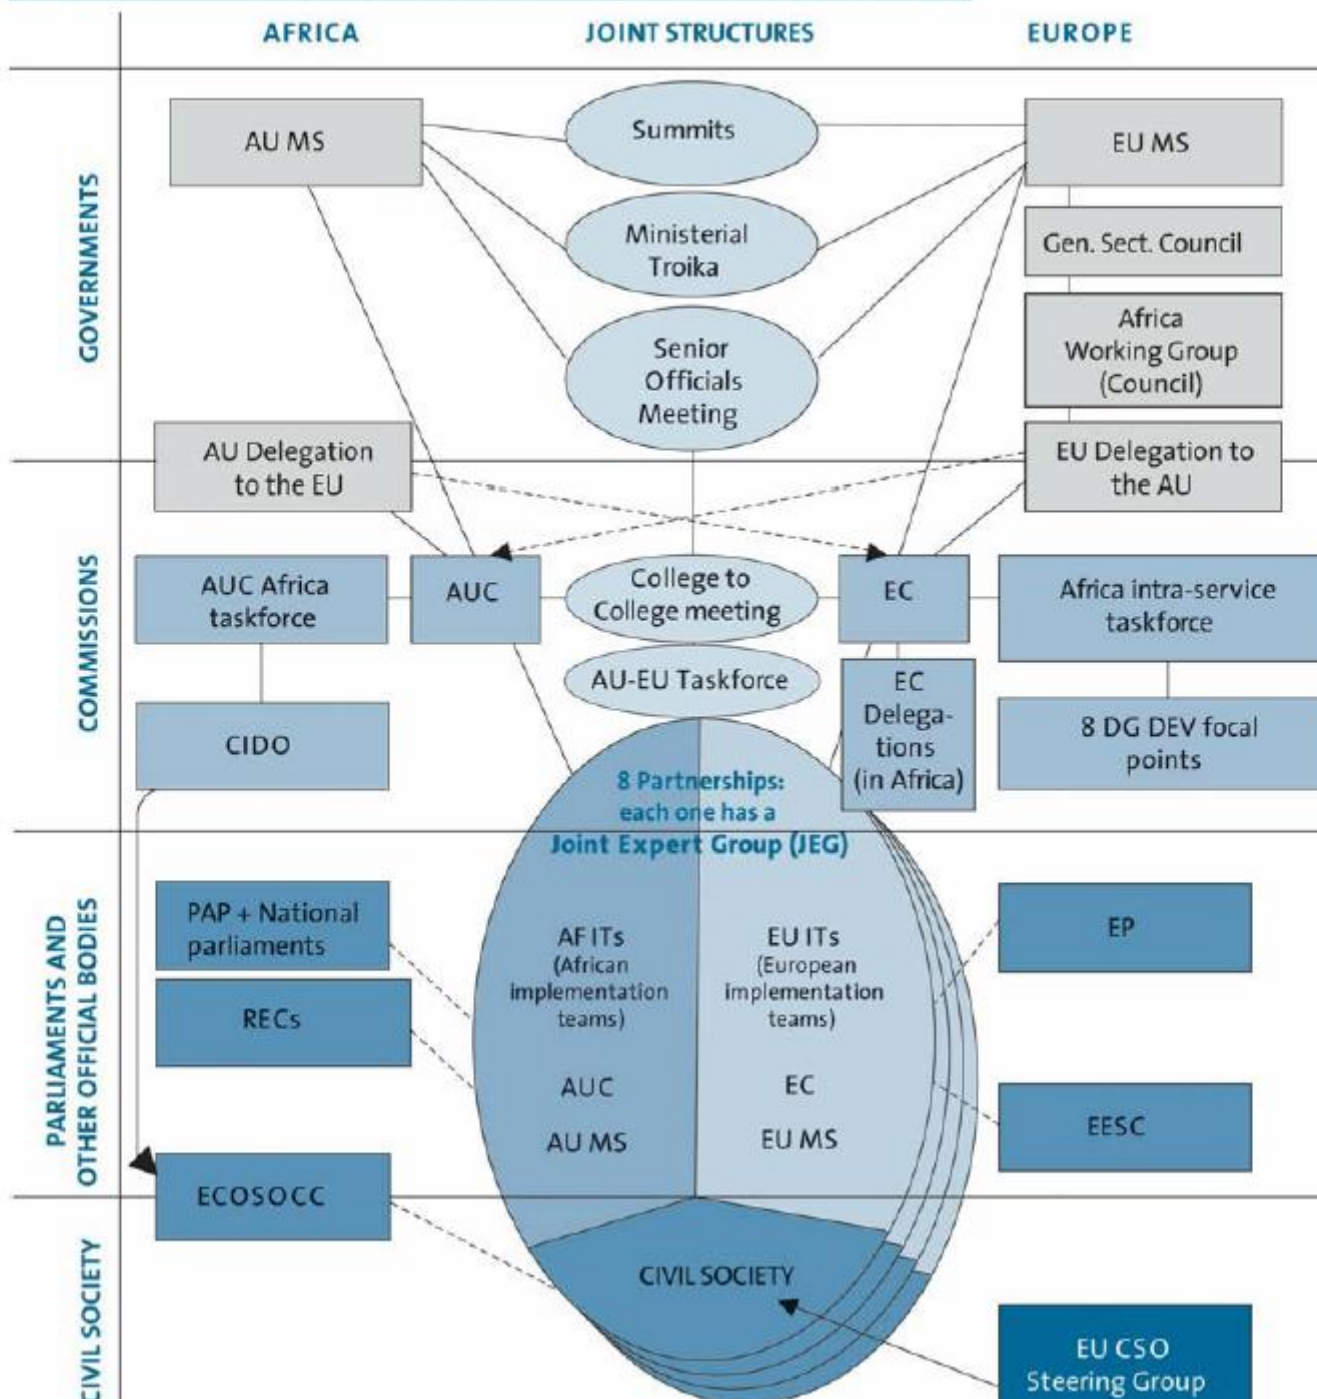 AFRICA
JOINT STRUCTURES
EUROPE
GOVERNMENTS
AU MS
Summits
EU MS
Ministerial
Troika
Gen. Sect. Council
Senior
Officials
Meeting
Africa
Working Group
(Council)
AU Delegation
to the EU
EU Delegation to
the AU
COMMISSIONS
AUC Africa
taskforce
AUC
College to
College meeting
EC
Africa intra-service
taskforce
AU-EU Taskforce
EC
Delega-
tions
(in Africa)
CIDO
8 DG DEV focal
points
8 Partnerships:
each one has a
Joint Expert Group (JEG)
PARLIAMENTS AND
OTHER OFFICIAL BODIES
PAP + National
parliaments
RECs
AF ITs
(African
implementation
teams)
AUC
AU MS
EU ITs
(European
implementation
teams)
EC
EU MS
EP
EESC
ECOSOCC
CIVIL SOCIETY
CIVIL SOCIETY
EU CSO
Steering Group